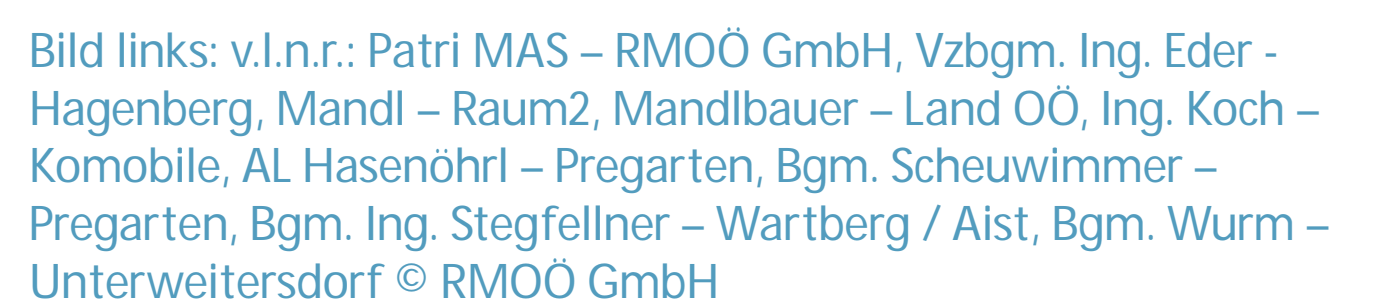 Bild links: v.l.n.r.: Patri MAS – RMOÖ GmbH, Vzbgm. Ing. Eder -
Hagenberg, Mandl – Raum2, Mandlbauer – Land OÖ, Ing. Koch –
Komobile, AL Hasenöhrl – Pregarten, Bgm. Scheuwimmer –
Pregarten, Bgm. Ing. Stegfellner – Wartberg / Aist, Bgm. Wurm –
Unterweitersdorf © RMOÖ GmbH